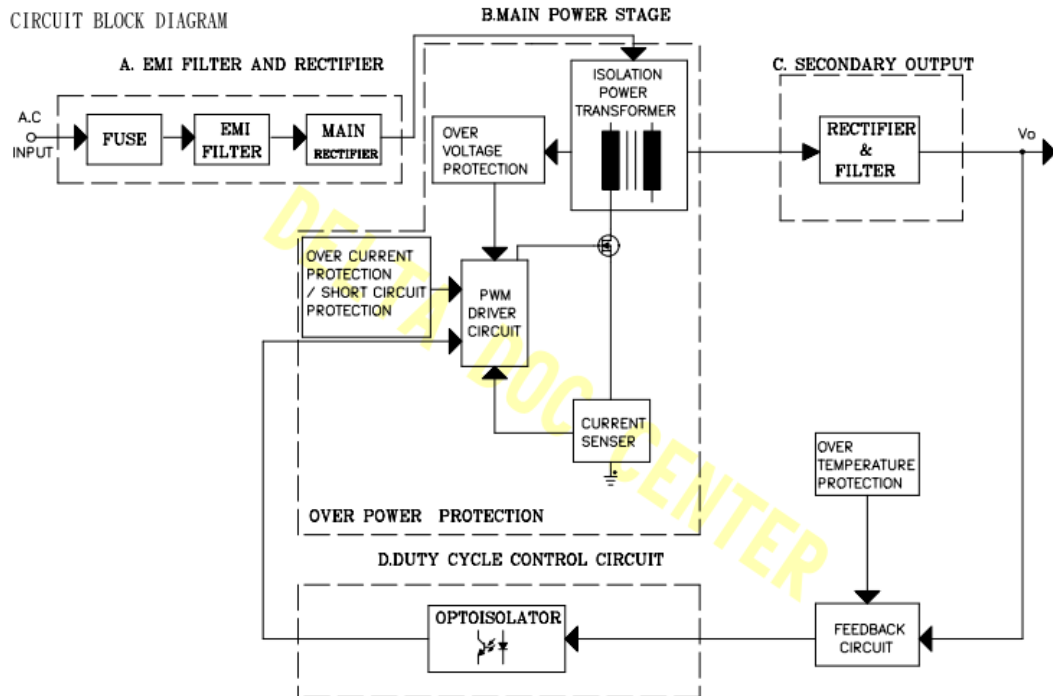 CIRCUIT BLOCK DIAGRAM
B.MAIN POWER STAGE
A. EMI FILTER AND RECTIFIER
C. SECONDARY OUTPUT
A.C
INPUT
FUSE
EMI
FILTER
MAIN
RECTIFIER
OVER
VOLTAGE
PROTECTION
ISOLATION
POWER
TRANSFORMER
RECTIFIER
&
FILTER
Vo
OVER CURRENT
PROTECTION
/ SHORT CIRCUIT
PROTECTION
PWM
DRIVER
CIRCUIT
CURRENT
SENSER
OVER
TEMPERATURE
PROTECTION
OVER POWER PROTECTION
D.DUTY CYCLE CONTROL CIRCUIT
OPTOISOLATOR
FEEDBACK
CIRCUIT
DELTA DOC CENTER